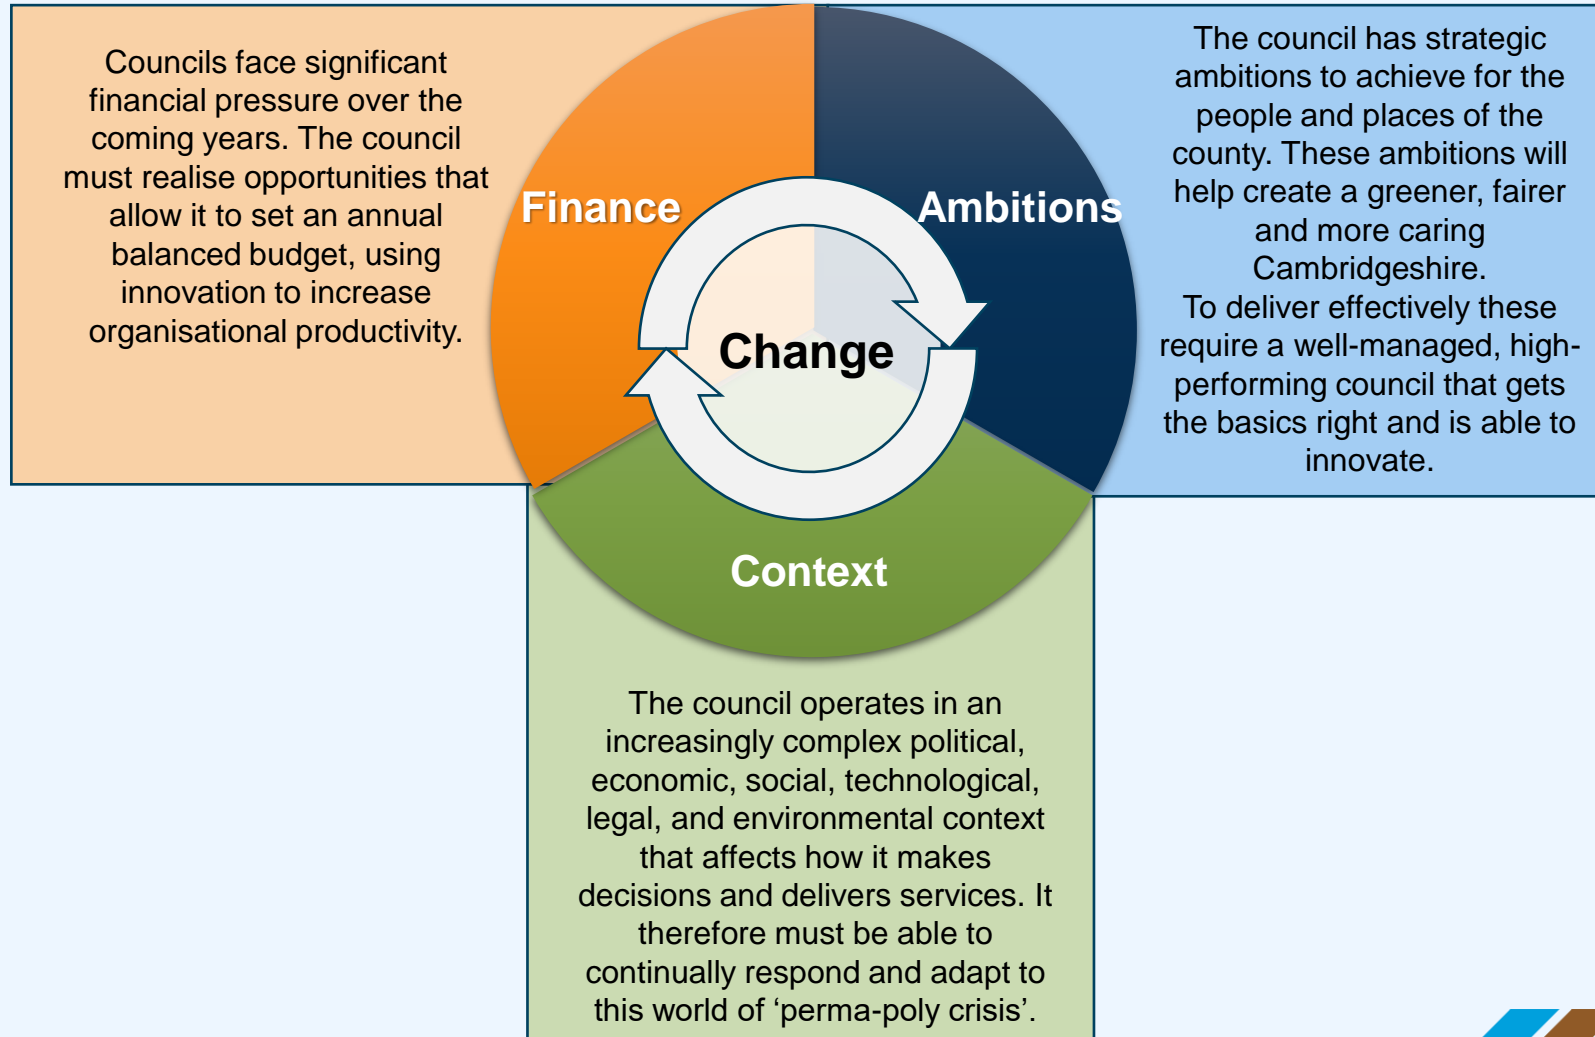 Councils face significant
financial pressure over the
coming years. The council
must realise opportunities that
allow it to set an annual
balanced budget, using
innovation to increase
organisational productivity.
Finance
Ambitions
The council has strategic
ambitions to achieve for the
people and places of the
county. These ambitions will
help create a greener, fairer
and more caring
Cambridgeshire.
To deliver effectively these
require a well-managed, high-
performing council that gets
the basics right and is able to
innovate.
Change
Context
The council operates in an
increasingly complex political,
economic, social, technological,
legal, and environmental context
that affects how it makes
decisions and delivers services. It
therefore must be able to
continually respond and adapt to
this world of ‘perma-poly crisis’.